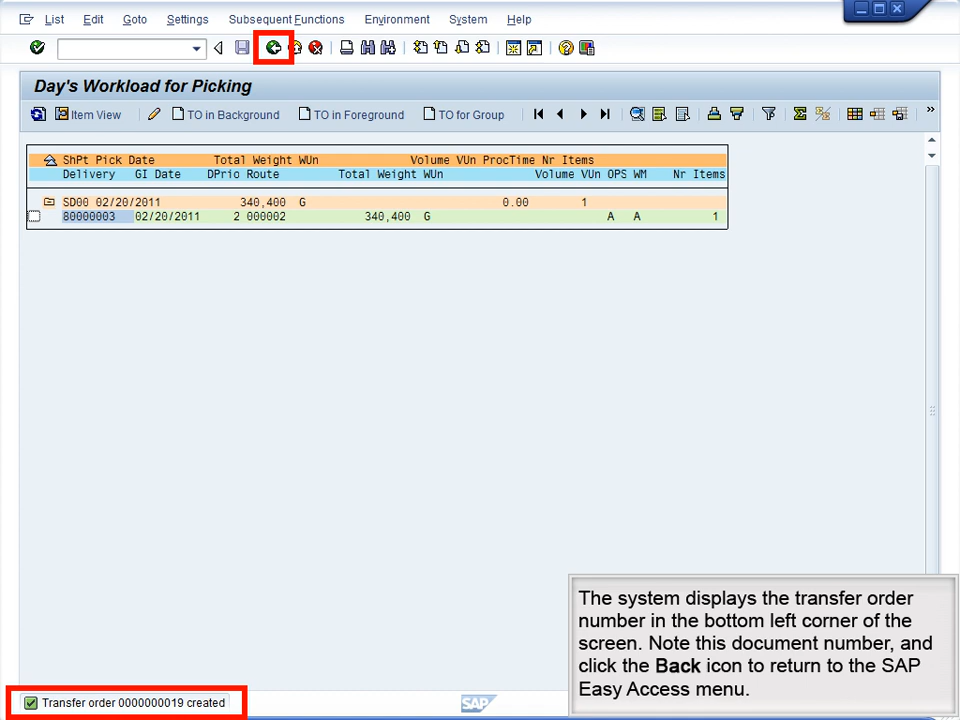 List Edit Goto Settings Subsequent Functions Environment System Help
Day's Workload for Picking
Item View TO in Background TO in Foreground TO for Group
ShPt Pick Date Total Weight WUn Volume VUn ProcTime Nr Items
Delivery GI Date DPrio Route Total Weight WUn Volume VUn OPS WM Nr Items
SD00 02/20/2011 340,400 G 0.00 1
80000003 02/20/2011 2 000002 340,400 G A A 1
The system displays the transfer order
number in the bottom left corner of the
screen. Note this document number, and
click the Back icon to return to the SAP
Easy Access menu.
Transfer order 0000000019 created
SAP